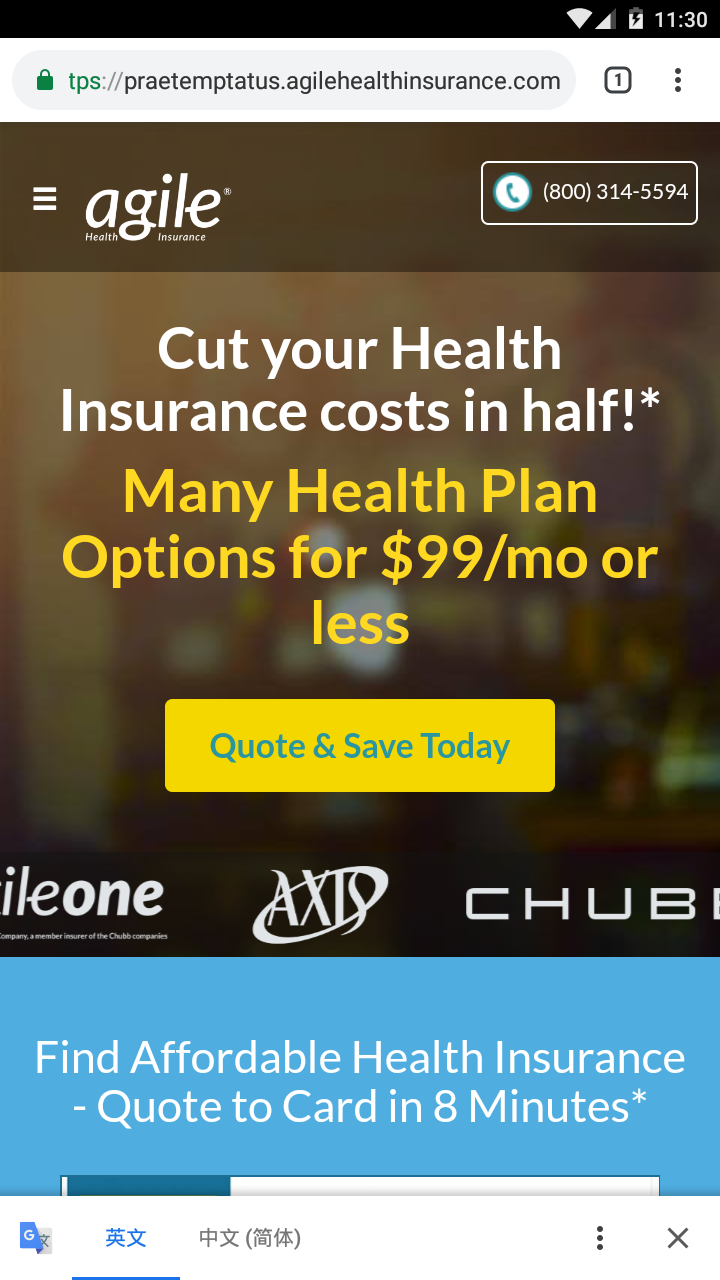 11:30
tps://praetemptatus.agilehealthinsurance.com
1
agile®
Health Insurance
(800) 314-5594
Cut your Health
Insurance costs in half!*
Many Health Plan
Options for $99/mo or
less
Quote & Save Today
ileone
AXIS
CHUB
Company, a member insurer of the Chubb companies
Find Affordable Health Insurance
- Quote to Card in 8 Minutes*
G 文
英文
中文 (简体)